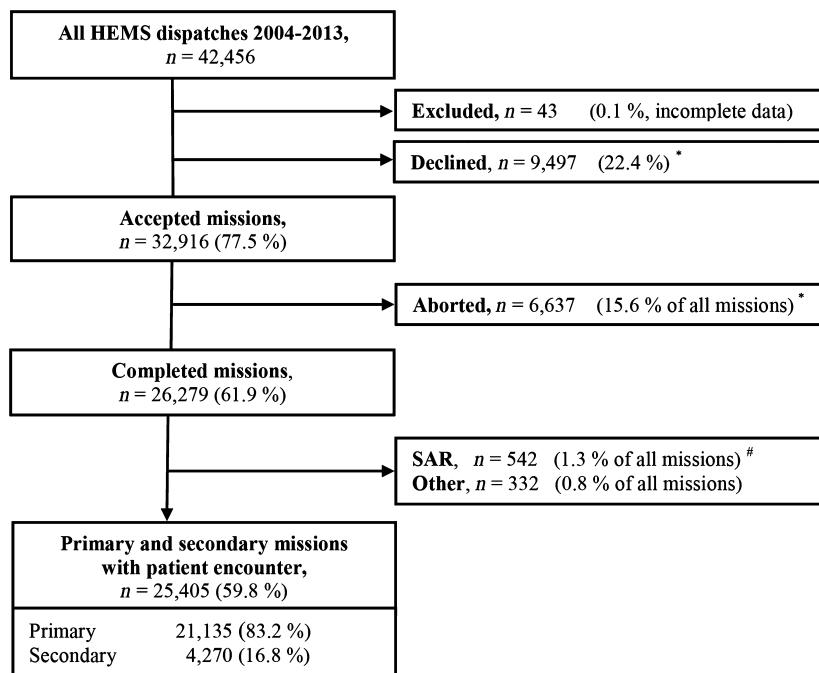 All HEMS dispatches 2004-2013,
n = 42,456
Excluded, n = 43 (0.1 %, incomplete data)
Declined, n = 9,497 (22.4 %) *
Accepted missions,
n = 32,916 (77.5 %)
Aborted, n = 6,637 (15.6 % of all missions) *
Completed missions,
n = 26,279 (61.9 %)
SAR, n = 542 (1.3 % of all missions) #
Other, n = 332 (0.8 % of all missions)
Primary and secondary missions
with patient encounter,
n = 25,405 (59.8 %)
Primary 21,135 (83.2 %)
Secondary 4,270 (16.8 %)